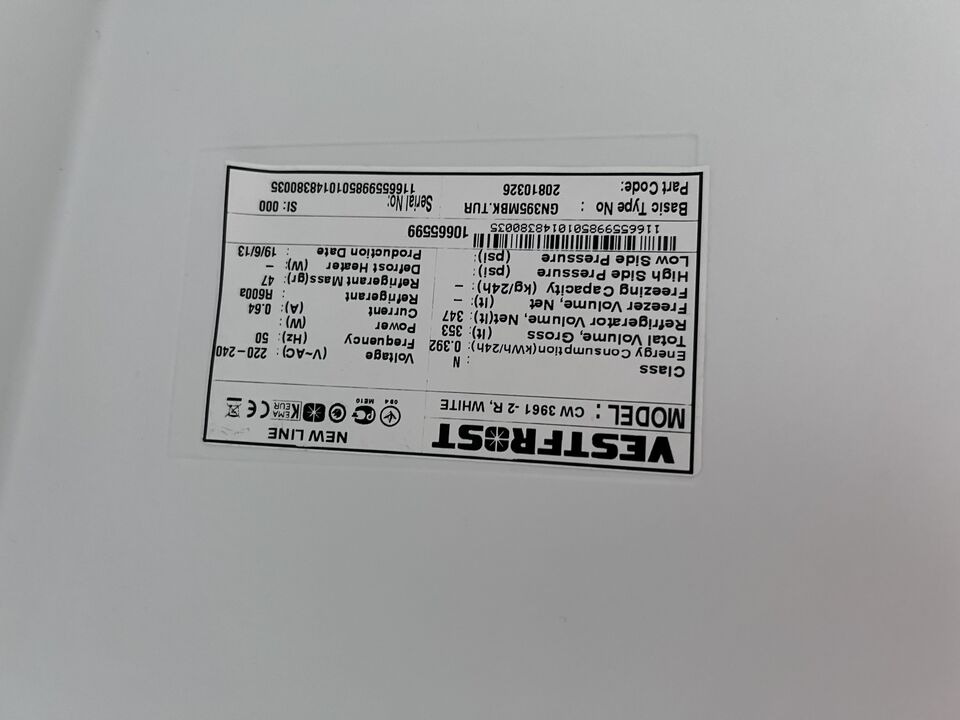 VESTFROST NEW LINE
MODEL : CW 3961 -2 R, WHITE
Class : N
Energy Consumption(kWh/24h): 0.392
Total Volume, Gross (lt): 353
Refrigerator Volume, Net(lt): 347
Freezer Volume, Net (lt): –
Freezing Capacity (kg/24h): –
High Side Pressure (psi):
Low Side Pressure (psi):
Voltage (V~AC): 220–240
Frequency (Hz): 50
Power (W):
Current (A): 0.64
Refrigerant : R600a
Refrigerant Mass(gr): 47
Defrost Heater (W): –
Production Date : 19/6/13
11665559985010148380035
10665599
Basic Type No : GN395MBK.TUR
Part Code: 20810326
Serial No: SI: 000
11665559985010148380035